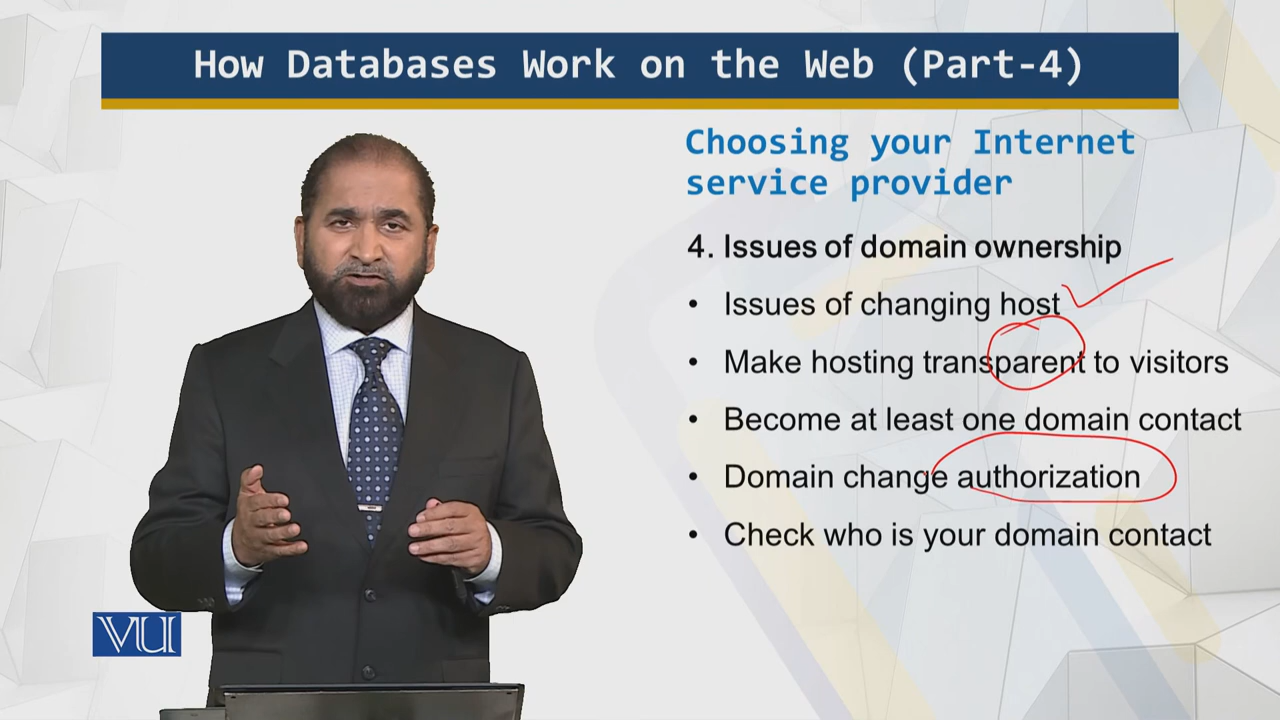 How Databases Work on the Web (Part-4)
Choosing your Internet
service provider
4. Issues of domain ownership
• Issues of changing host
• Make hosting transparent to visitors
• Become at least one domain contact
• Domain change authorization
• Check who is your domain contact
VU